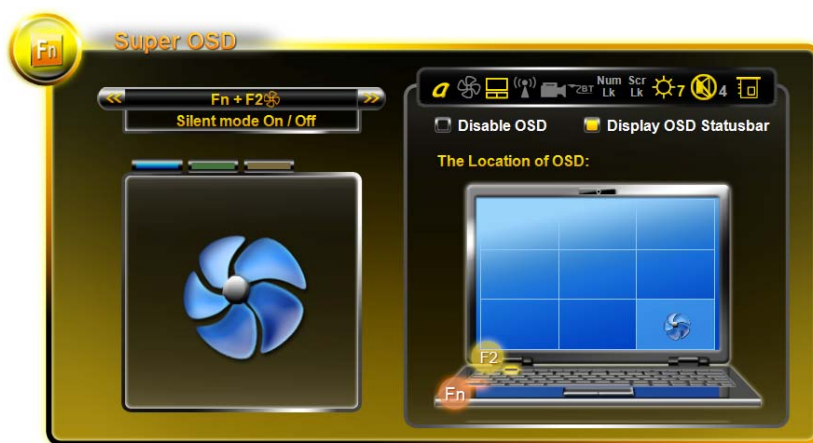 Fn
Super OSD
<< Fn + F2 >>
Silent mode On / Off
a
2BT
Num Lk
Scr Lk
7
4
Disable OSD
Display OSD Statusbar
The Location of OSD:
F2
Fn